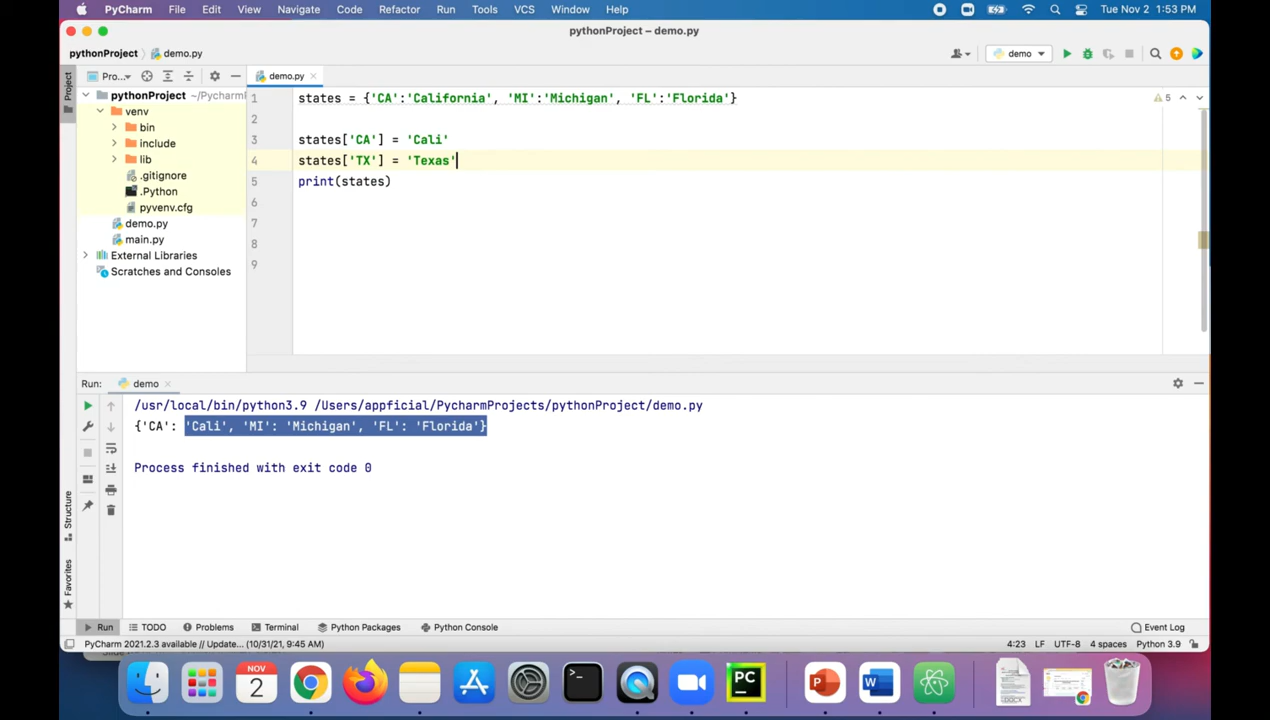 PyCharm File Edit View Navigate Code Refactor Run Tools VCS Window Help Tue Nov 2 1:53 PM
pythonProject – demo.py
pythonProject demo.py demo
Project Pro... demo.py
1 states = {'CA':'California', 'MI':'Michigan', 'FL':'Florida'} 5
2
3 states['CA'] = 'Cali'
4 states['TX'] = 'Texas'
5 print(states)
6
7
8
9
pythonProject ~/PycharmP
venv
bin
include
lib
.gitignore
.Python
pyvenv.cfg
demo.py
main.py
External Libraries
Scratches and Consoles
Run: demo
/usr/local/bin/python3.9 /Users/appficial/PycharmProjects/pythonProject/demo.py
{'CA': 'Cali', 'MI': 'Michigan', 'FL': 'Florida'}
Process finished with exit code 0
Structure
Favorites
Run TODO Problems Terminal Python Packages Python Console Event Log
PyCharm 2021.2.3 available // Update... (10/31/21, 9:45 AM) 4:23 LF UTF-8 4 spaces Python 3.9
NOV
2
PC
P
W
.DOCX